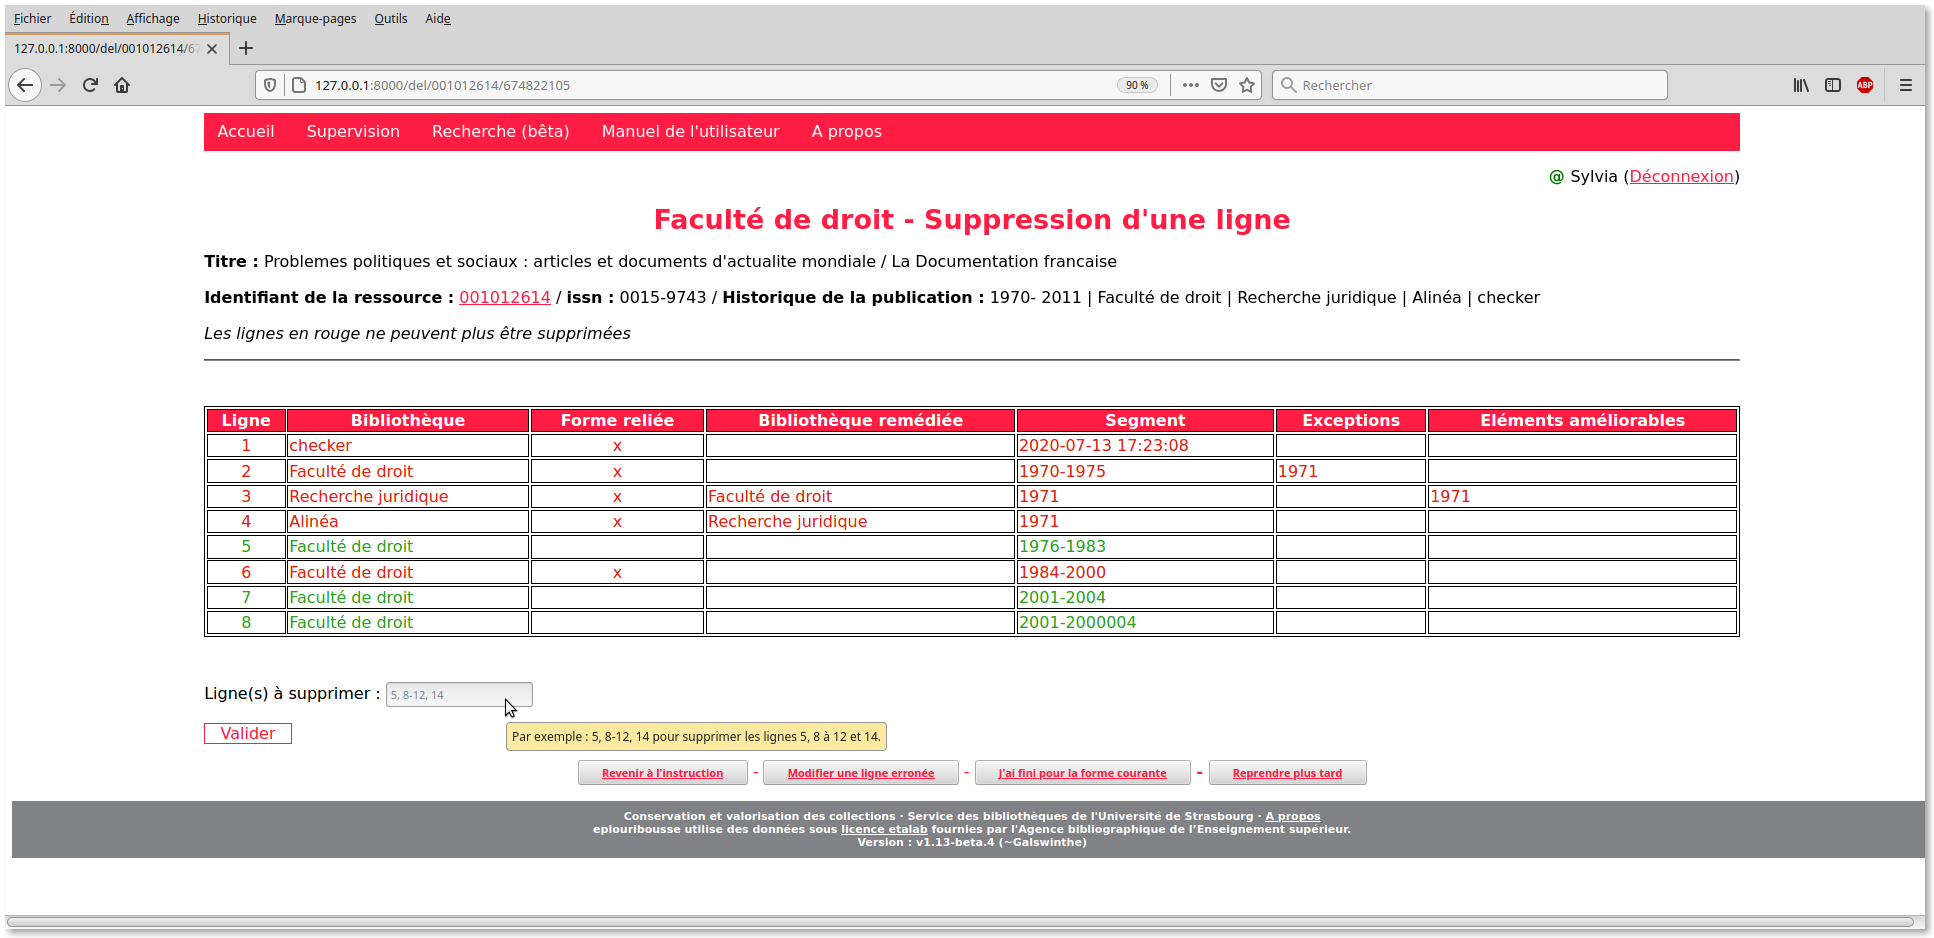 Fichier Édition Affichage Historique Marque-pages Outils Aide
127.0.0.1:8000/del/001012614/67
127.0.0.1:8000/del/001012614/674822105 90 % Rechercher ABP
Accueil Supervision Recherche (bêta) Manuel de l'utilisateur A propos
@ Sylvia (Déconnexion)
Faculté de droit - Suppression d'une ligne
Titre : Problemes politiques et sociaux : articles et documents d'actualite mondiale / La Documentation francaise
Identifiant de la ressource : 001012614 / issn : 0015-9743 / Historique de la publication : 1970- 2011 | Faculté de droit | Recherche juridique | Alinéa | checker
Les lignes en rouge ne peuvent plus être supprimées
Ligne Bibliothèque Forme reliée Bibliothèque remédiée Segment Exceptions Eléments améliorables
1 checker x 2020-07-13 17:23:08
2 Faculté de droit x 1970-1975 1971
3 Recherche juridique x Faculté de droit 1971 1971
4 Alinéa x Recherche juridique 1971
5 Faculté de droit 1976-1983
6 Faculté de droit x 1984-2000
7 Faculté de droit 2001-2004
8 Faculté de droit 2001-2000004
Ligne(s) à supprimer : 5, 8-12, 14
Valider
Par exemple : 5, 8-12, 14 pour supprimer les lignes 5, 8 à 12 et 14.
Revenir à l'instruction - Modifier une ligne erronée - J'ai fini pour la forme courante - Reprendre plus tard
Conservation et valorisation des collections · Service des bibliothèques de l'Université de Strasbourg · A propos
eplouribousse utilise des données sous licence etalab fournies par l'Agence bibliographique de l’Enseignement supérieur.
Version : v1.13-beta.4 (~Galswinthe)